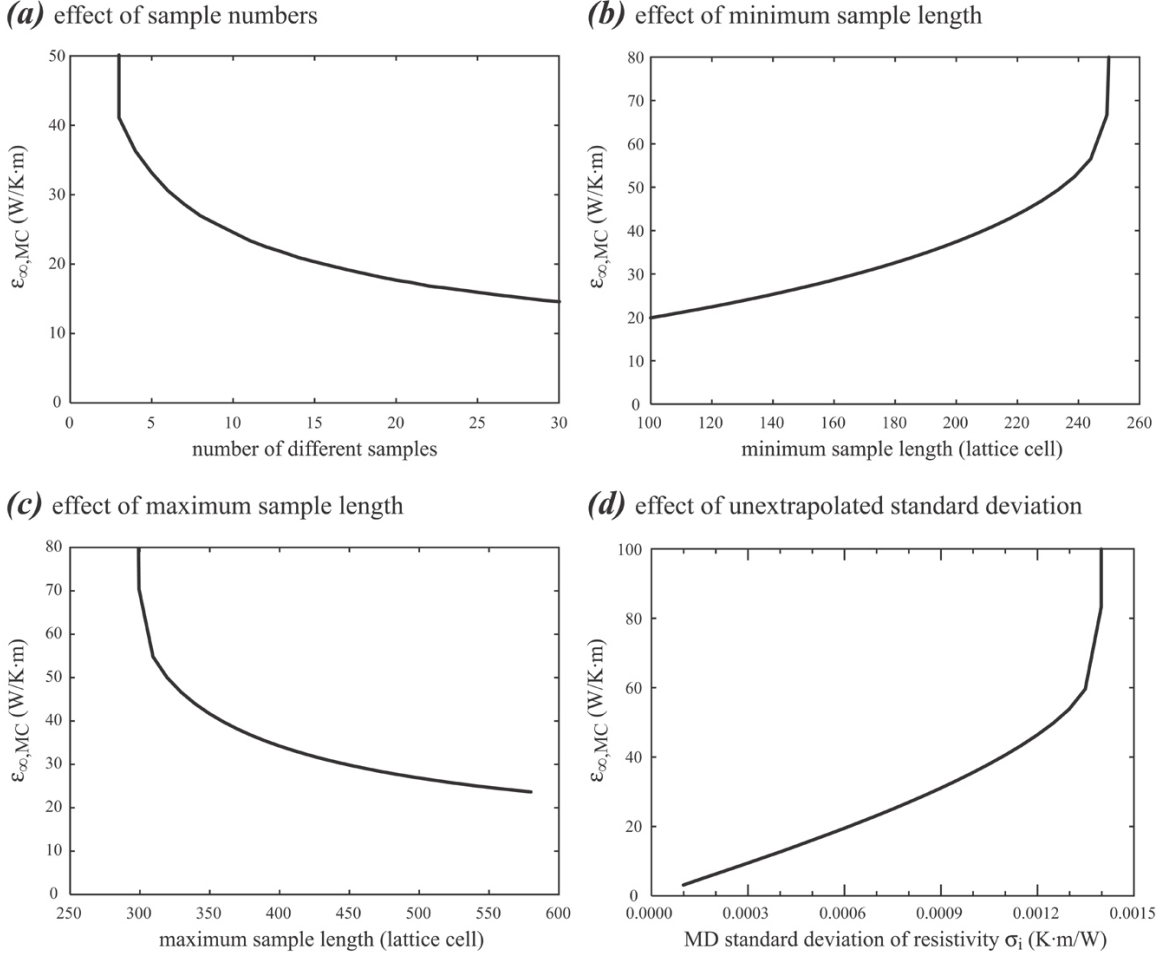 (a) effect of sample numbers
50
40
30
20
10
0
ε∞,MC (W/K·m)
0 5 10 15 20 25 30
number of different samples
(b) effect of minimum sample length
80
70
60
50
40
30
20
10
0
ε∞,MC (W/K·m)
100 120 140 160 180 200 220 240 260
minimum sample length (lattice cell)
(c) effect of maximum sample length
80
70
60
50
40
30
20
10
0
ε∞,MC (W/K·m)
250 300 350 400 450 500 550 600
maximum sample length (lattice cell)
(d) effect of unextrapolated standard deviation
100
80
60
40
20
0
ε∞,MC (W/K·m)
0.0000 0.0003 0.0006 0.0009 0.0012 0.0015
MD standard deviation of resistivity σi (K·m/W)